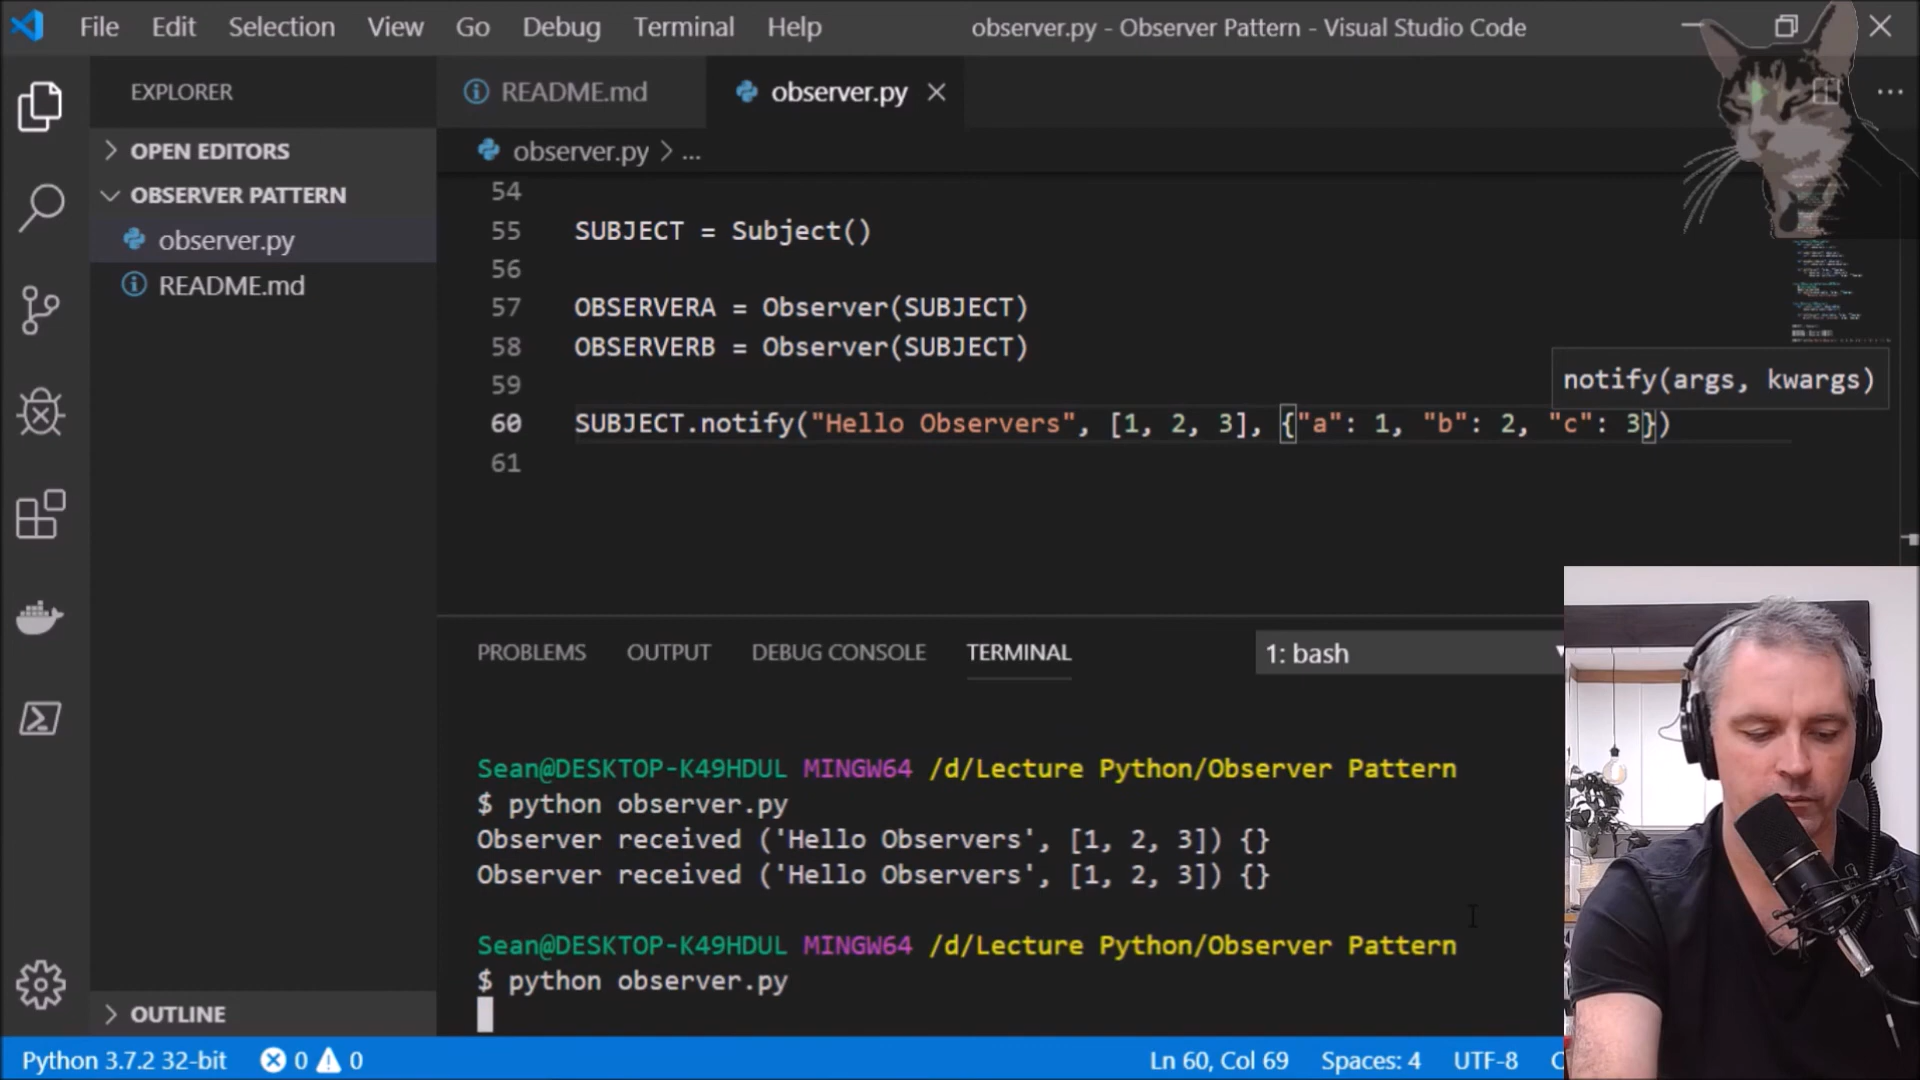 File Edit Selection View Go Debug Terminal Help observer.py - Observer Pattern - Visual Studio Code
EXPLORER
README.md observer.py
OPEN EDITORS
observer.py > ...
OBSERVER PATTERN
observer.py
README.md
54
55 SUBJECT = Subject()
56
57 OBSERVERA = Observer(SUBJECT)
58 OBSERVERB = Observer(SUBJECT)
59
notify(args, kwargs)
60 SUBJECT.notify("Hello Observers", [1, 2, 3], {"a": 1, "b": 2, "c": 3})
61
PROBLEMS OUTPUT DEBUG CONSOLE TERMINAL 1: bash
Sean@DESKTOP-K49HDUL MINGW64 /d/Lecture Python/Observer Pattern
$ python observer.py
Observer received ('Hello Observers', [1, 2, 3]) {}
Observer received ('Hello Observers', [1, 2, 3]) {}
Sean@DESKTOP-K49HDUL MINGW64 /d/Lecture Python/Observer Pattern
$ python observer.py
OUTLINE
Python 3.7.2 32-bit 0 0 Ln 60, Col 69 Spaces: 4 UTF-8